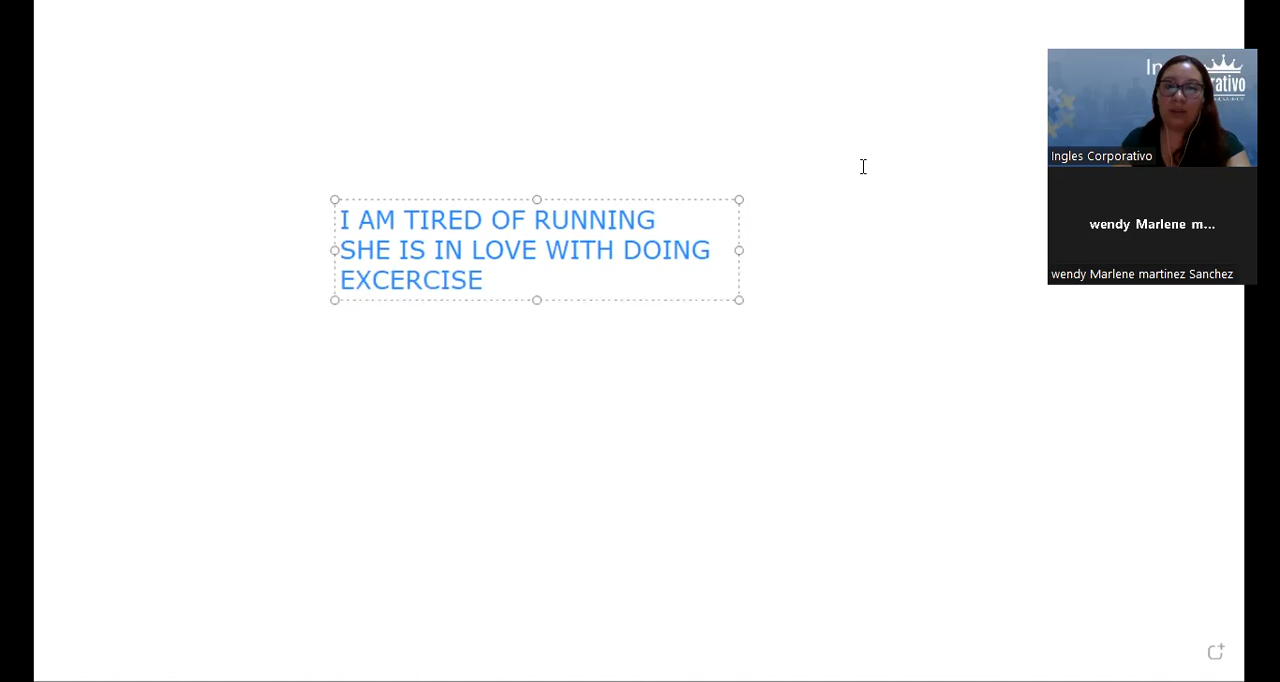 I AM TIRED OF RUNNING
SHE IS IN LOVE WITH DOING
EXCERCISE
Ingles Corporativo
wendy Marlene m...
wendy Marlene martinez Sanchez